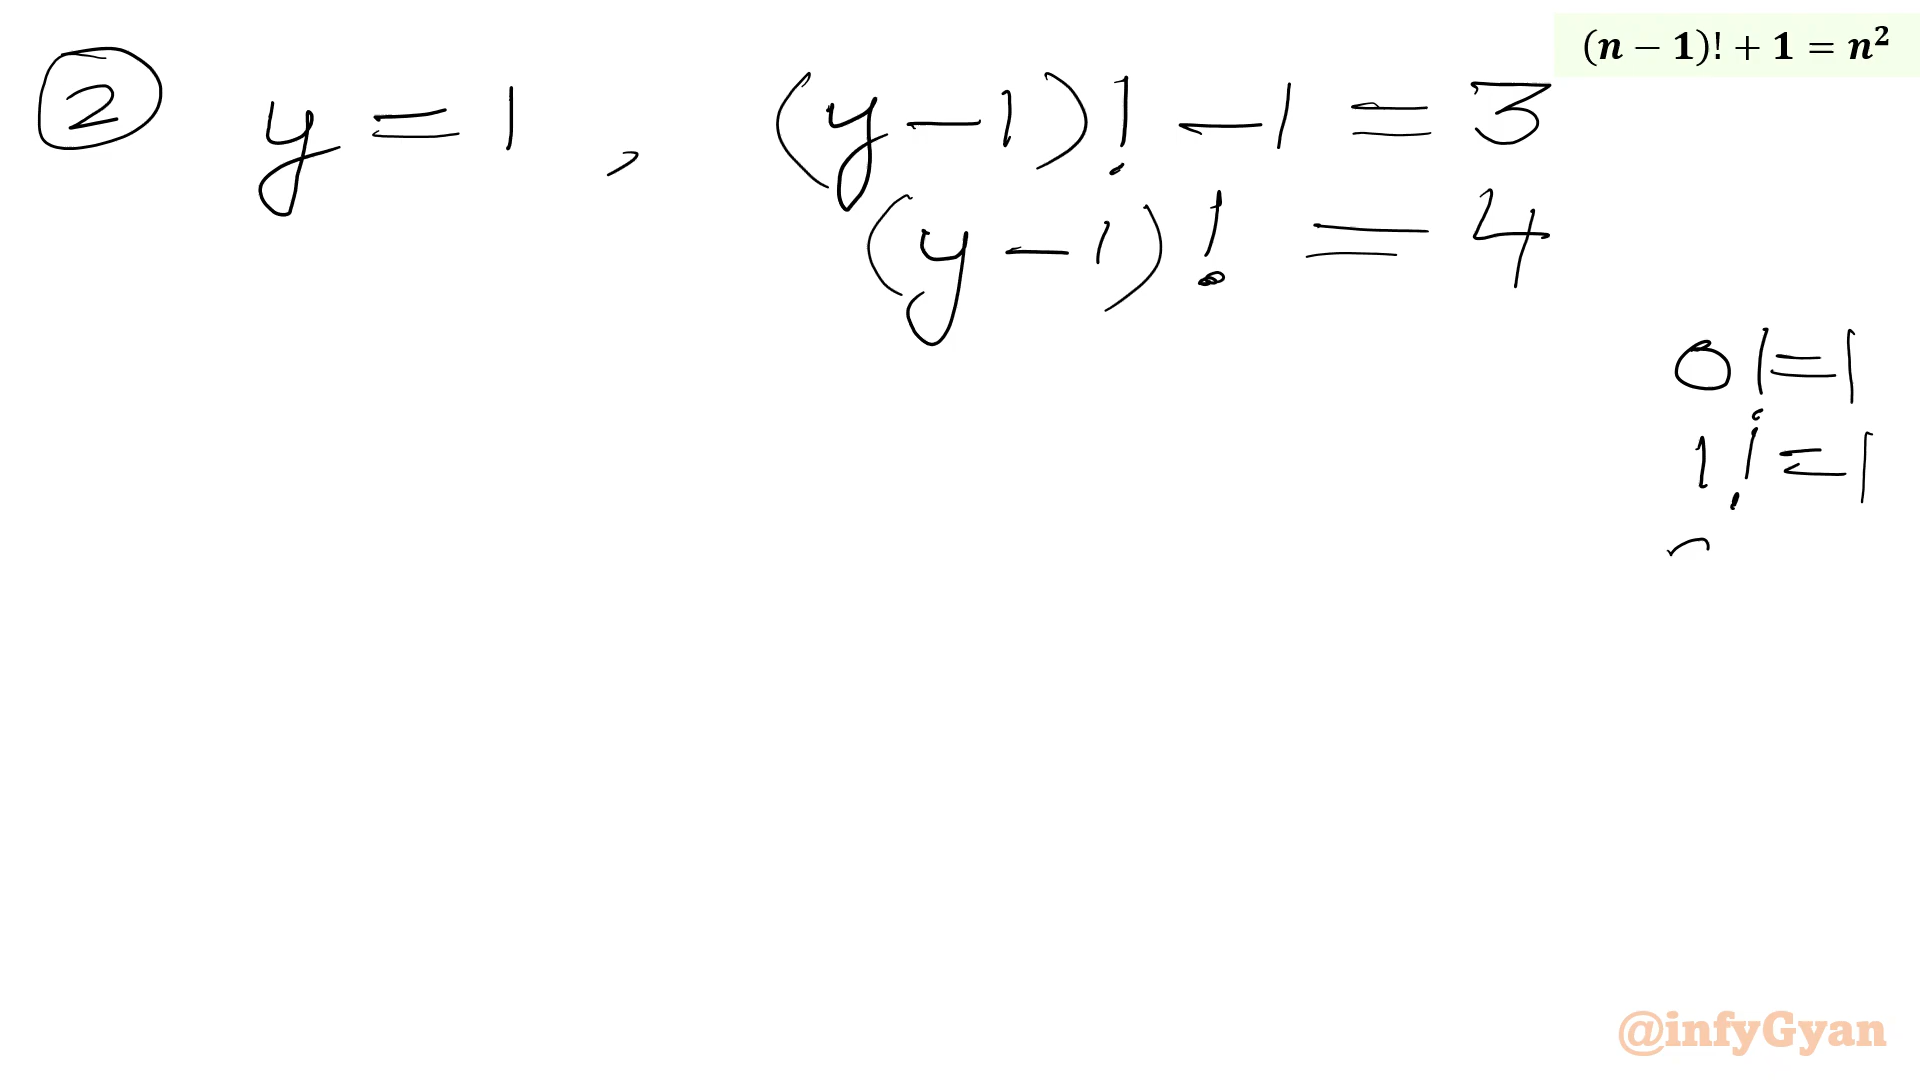 (n − 1)! + 1 = n²
② y = 1 , (y − 1)! − 1 = 3
(y − 1)! = 4
0! = 1
1! = 1
@infyGyan